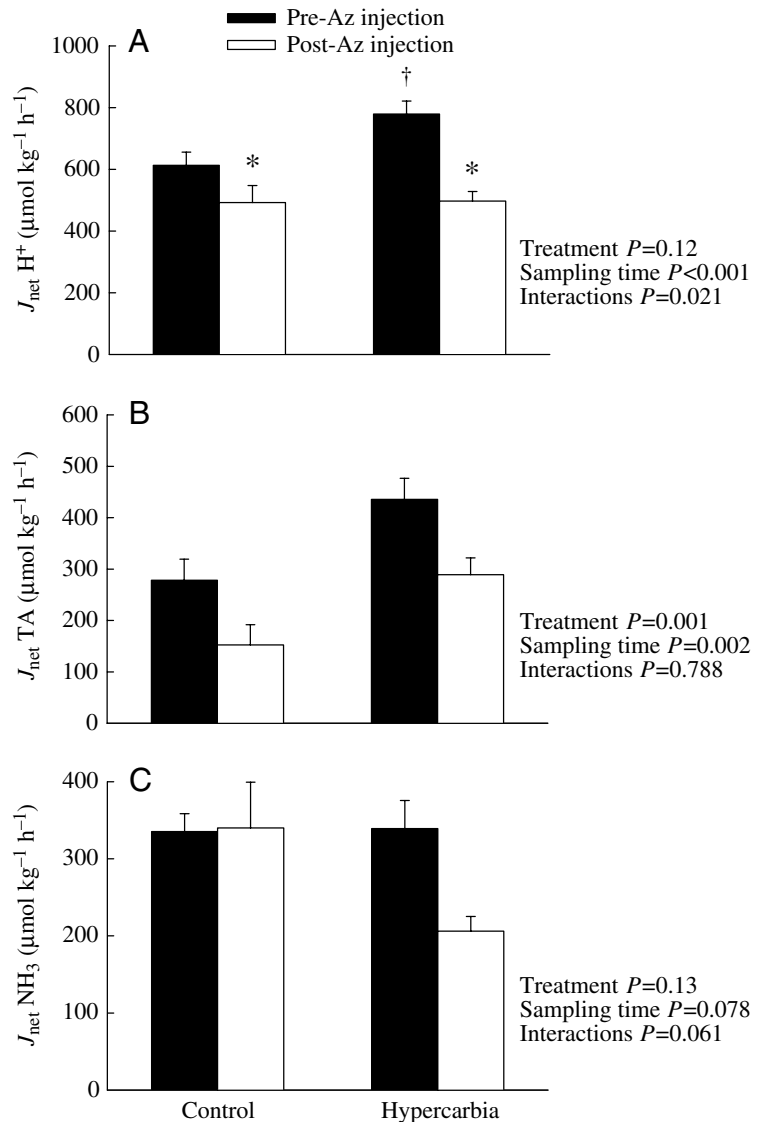 Pre-Az injection
Post-Az injection
A
1000
800
600
400
200
0
J_net H⁺ (μmol kg⁻¹ h⁻¹)
*
†
*
Treatment P=0.12
Sampling time P<0.001
Interactions P=0.021
B
600
500
400
300
200
100
0
J_net TA (μmol kg⁻¹ h⁻¹)
Treatment P=0.001
Sampling time P=0.002
Interactions P=0.788
C
400
300
200
100
0
J_net NH₃ (μmol kg⁻¹ h⁻¹)
Treatment P=0.13
Sampling time P=0.078
Interactions P=0.061
Control Hypercarbia